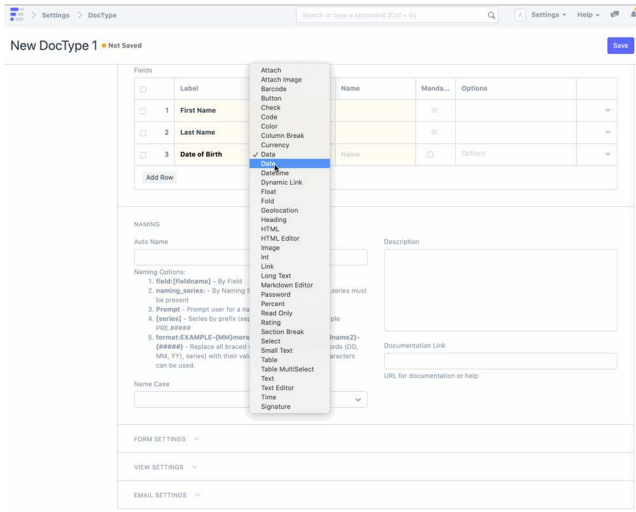 Settings > DocType
Search or type a command (Ctrl + G)
A Settings Help
New DocType 1 Not Saved
Save
Fields
Label Name Manda... Options
1 First Name
2 Last Name
3 Date of Birth Name Options
Add Row
Attach
Attach Image
Barcode
Button
Check
Code
Color
Column Break
Currency
✓ Data
Date
Datetime
Dynamic Link
Float
Fold
Geolocation
Heading
HTML
HTML Editor
Image
Int
Link
Long Text
Markdown Editor
Password
Percent
Read Only
Rating
Section Break
Select
Small Text
Table
Table MultiSelect
Text
Text Editor
Time
Signature
NAMING
Auto Name
Naming Options:
1. field:[fieldname] - By Field
2. naming_series: - By Naming S _series must
be present
3. Prompt - Prompt user for a na
4. [series] - Series by prefix (sep ple
PRE.#####
5. format:EXAMPLE-{MM}more ldname2}-
{#####} - Replace all braced rds (DD,
MM, YY), series) with their valu aracters
can be used.
Name Case
Description
Documentation Link
URL for documentation or help
FORM SETTINGS
VIEW SETTINGS
EMAIL SETTINGS